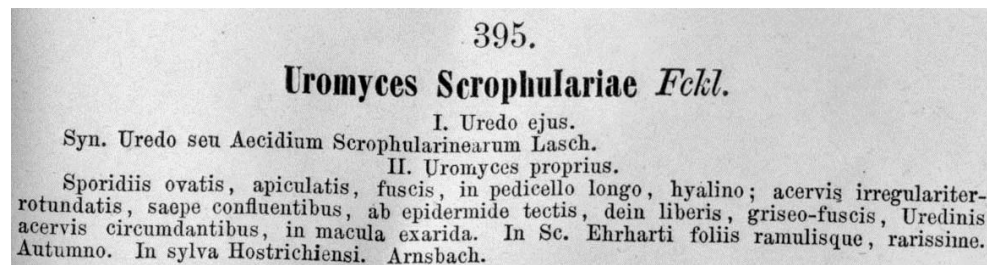 395.
Uromyces Scrophulariae Fckl.
I. Uredo ejus.
Syn. Uredo seu Aecidium Scrophularinearum Lasch.
II. Uromyces proprius.
Sporidiis ovatis, apiculatis, fuscis, in pedicello longo, hyalino; acervis irregulariter-
rotundatis, saepe confluentibus, ab epidermide tectis, dein liberis, griseo-fuscis, Uredinis
acervis circumdantibus, in macula exarida. In Sc. Ehrharti foliis ramulisque, rarissime.
Autumno. In sylva Hostrichiensi. Arnsbach.